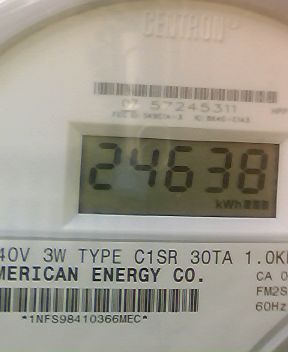 CENTRON®
07 57245311
24638
kWh
40V 3W TYPE C1SR 30TA 1.0K
MERICAN ENERGY CO.
CA 0
FM2S
60Hz
*1NFS98410366MEC*